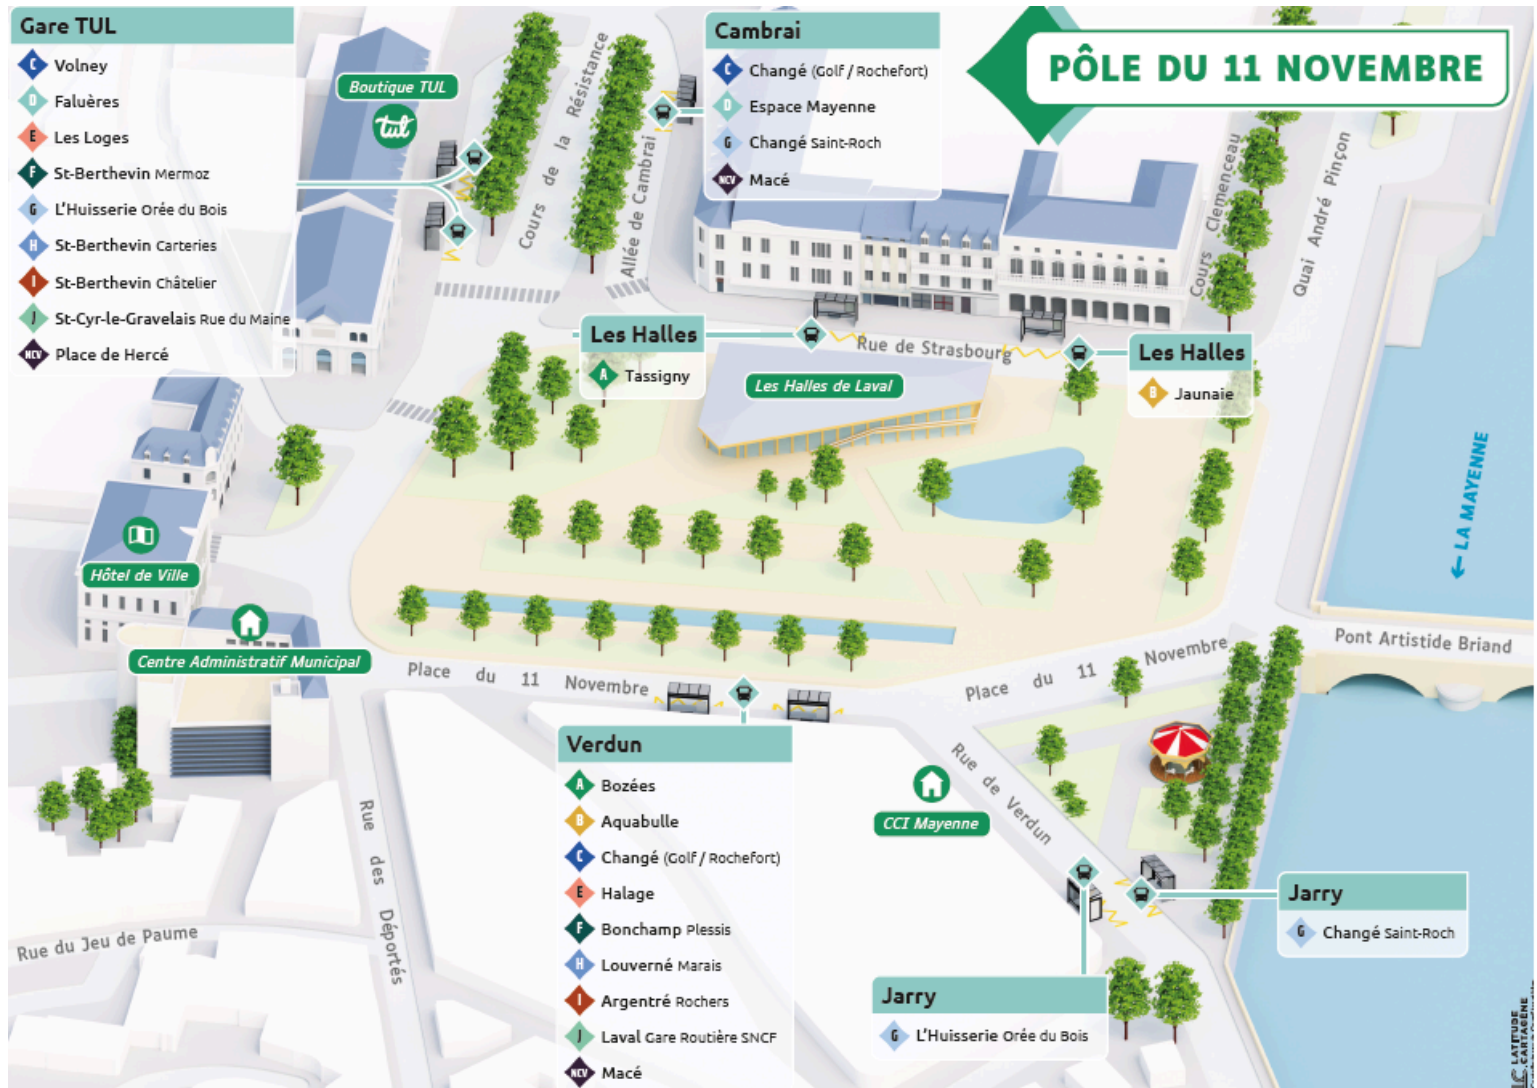 Gare TUL
C Volney
D Faluères
E Les Loges
F St-Berthevin Mermoz
G L'Huisserie Orée du Bois
H St-Berthevin Carteries
I St-Berthevin Châtelier
J St-Cyr-le-Gravelais Rue du Maine
NCV Place de Hercé
Boutique TUL
tul
Cours de la Résistance
Allée de Cambrai
Cambrai
C Changé (Golf / Rochefort)
D Espace Mayenne
G Changé Saint-Roch
NCV Macé
PÔLE DU 11 NOVEMBRE
Cours Clemenceau
Quai André Pinçon
Les Halles
A Tassigny
Rue de Strasbourg
Les Halles de Laval
Les Halles
B Jaunaie
← LA MAYENNE
Hôtel de Ville
Centre Administratif Municipal
Place du 11 Novembre
Place du 11 Novembre
Pont Artistide Briand
Verdun
A Bozées
B Aquabulle
C Changé (Golf / Rochefort)
E Halage
F Bonchamp Plessis
H Louverné Marais
I Argentré Rochers
J Laval Gare Routière SNCF
NCV Macé
Rue de Verdun
CCI Mayenne
Rue des Déportés
Rue du Jeu de Paume
Jarry
G Changé Saint-Roch
Jarry
G L'Huisserie Orée du Bois
LATITUDE
CARTAGÈNE